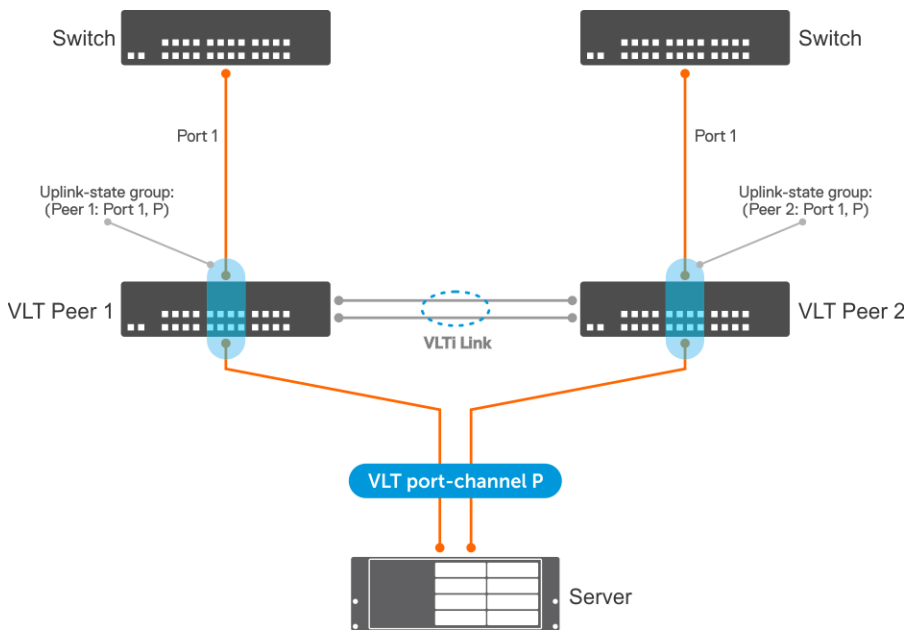 Switch
Switch
Port 1
Port 1
Uplink-state group:
(Peer 1: Port 1, P)
Uplink-state group:
(Peer 2: Port 1, P)
VLT Peer 1
VLT Peer 2
VLTi Link
VLT port-channel P
Server